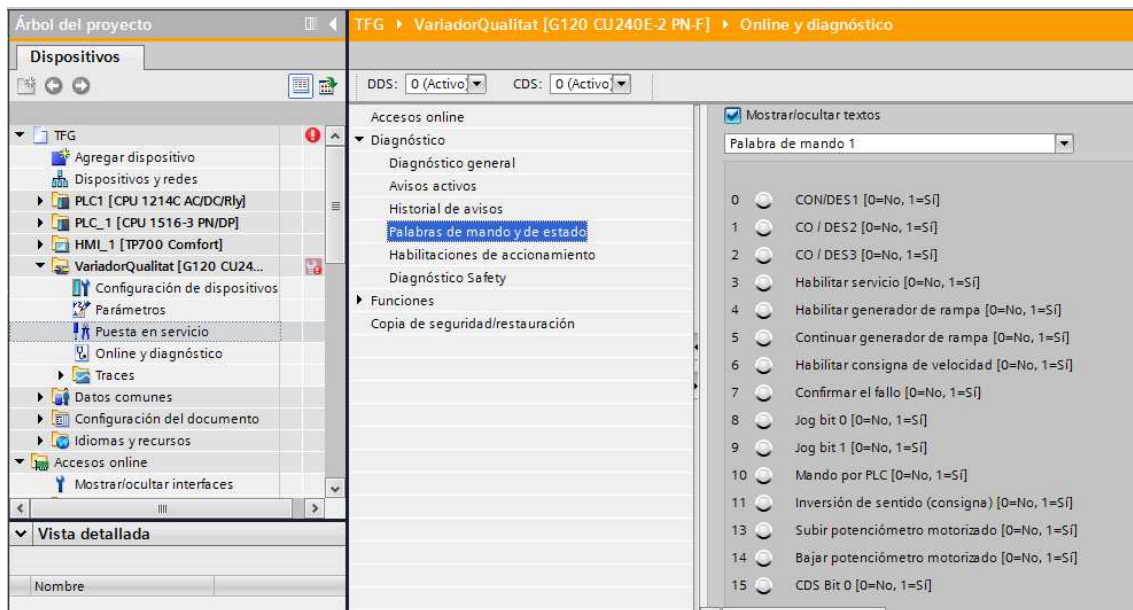 Árbol del proyecto
Dispositivos
TFG
Agregar dispositivo
Dispositivos y redes
PLC1 [CPU 1214C AC/DC/Rly]
PLC_1 [CPU 1516-3 PN/DP]
HMI_1 [TP700 Comfort]
VariadorQualitat [G120 CU24...
Configuración de dispositivos
Parámetros
Puesta en servicio
Online y diagnóstico
Traces
Datos comunes
Configuración del documento
Idiomas y recursos
Accesos online
Mostrar/ocultar interfaces
Vista detallada
Nombre
TFG VariadorQualitat [G120 CU240E-2 PN-F] Online y diagnóstico
DDS: 0 (Activo) CDS: 0 (Activo)
Accesos online
Diagnóstico
Diagnóstico general
Avisos activos
Historial de avisos
Palabras de mando y de estado
Habilitaciones de accionamiento
Diagnóstico Safety
Funciones
Copia de seguridad/restauración
Mostrar/ocultar textos
Palabra de mando 1
0 CON/DES1 [0=No, 1=Sí]
1 CO / DES2 [0=No, 1=Sí]
2 CO / DES3 [0=No, 1=Sí]
3 Habilitar servicio [0=No, 1=Sí]
4 Habilitar generador de rampa [0=No, 1=Sí]
5 Continuar generador de rampa [0=No, 1=Sí]
6 Habilitar consigna de velocidad [0=No, 1=Sí]
7 Confirmar el fallo [0=No, 1=Sí]
8 Jog bit 0 [0=No, 1=Sí]
9 Jog bit 1 [0=No, 1=Sí]
10 Mando por PLC [0=No, 1=Sí]
11 Inversión de sentido (consigna) [0=No, 1=Sí]
13 Subir potenciómetro motorizado [0=No, 1=Sí]
14 Bajar potenciómetro motorizado [0=No, 1=Sí]
15 CDS Bit 0 [0=No, 1=Sí]